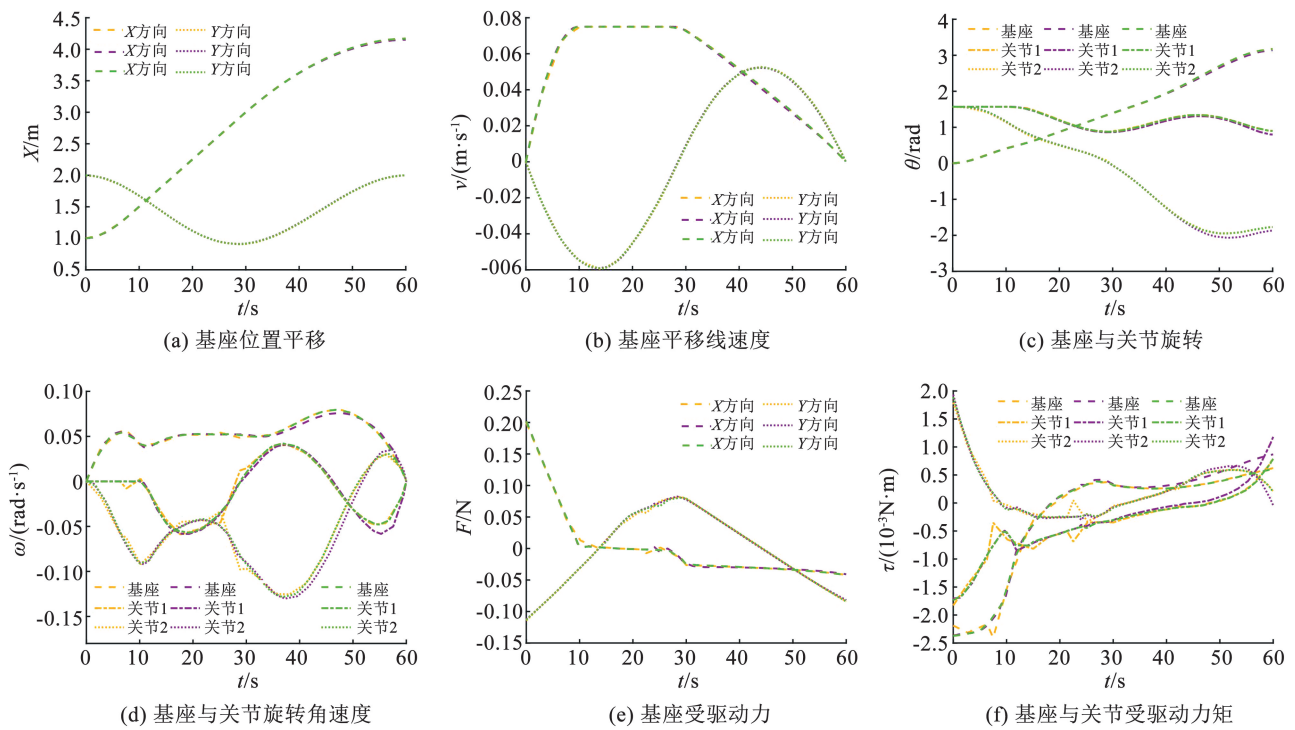 4.5
4.0
3.5
3.0
2.5
2.0
1.5
1.0
0.5
X/m
X方向 Y方向
X方向 Y方向
X方向 Y方向
0 10 20 30 40 50 60
t/s
(a) 基座位置平移
0.08
0.06
0.04
0.02
0
-0.02
-0.04
-006
v/(m·s⁻¹)
X方向 Y方向
X方向 Y方向
X方向 Y方向
0 10 20 30 40 50 60
t/s
(b) 基座平移线速度
4
3
2
1
0
-1
-2
-3
θ/rad
基座 基座 基座
关节1 关节1 关节1
关节2 关节2 关节2
0 10 20 30 40 50 60
t/s
(c) 基座与关节旋转
0.10
0.05
0
-0.05
-0.10
-0.15
ω/(rad·s⁻¹)
基座 基座 基座
关节1 关节1 关节1
关节2 关节2 关节2
0 10 20 30 40 50 60
t/s
(d) 基座与关节旋转角速度
0.25
0.20
0.15
0.10
0.05
0
-0.05
-0.10
-0.15
F/N
X方向 Y方向
X方向 Y方向
X方向 Y方向
0 10 20 30 40 50 60
t/s
(e) 基座受驱动力
2.0
1.5
1.0
0.5
0
-0.5
-1.0
-1.5
-2.0
-2.5
τ/(10⁻³N·m)
基座 基座 基座
关节1 关节1 关节1
关节2 关节2 关节2
0 10 20 30 40 50 60
t/s
(f) 基座与关节受驱动力矩